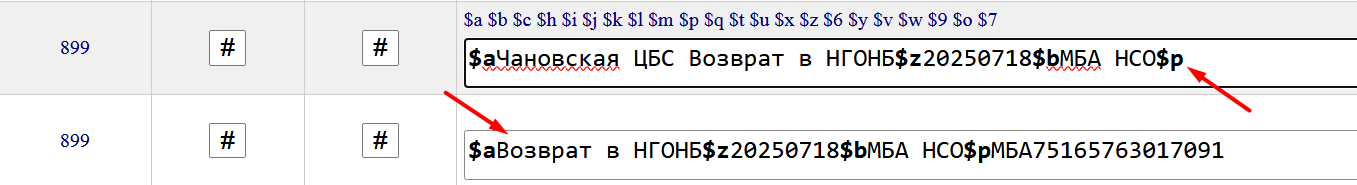 $a $b $c $h $i $j $k $l $m $p $q $t $u $x $z $6 $y $v $w $9 $o $7
899 # # $aЧановская ЦБС Возврат в НГОНБ$z20250718$bМБА НСО$p
899 # # $aВозврат в НГОНБ$z20250718$bМБА НСО$pМБА75165763017091